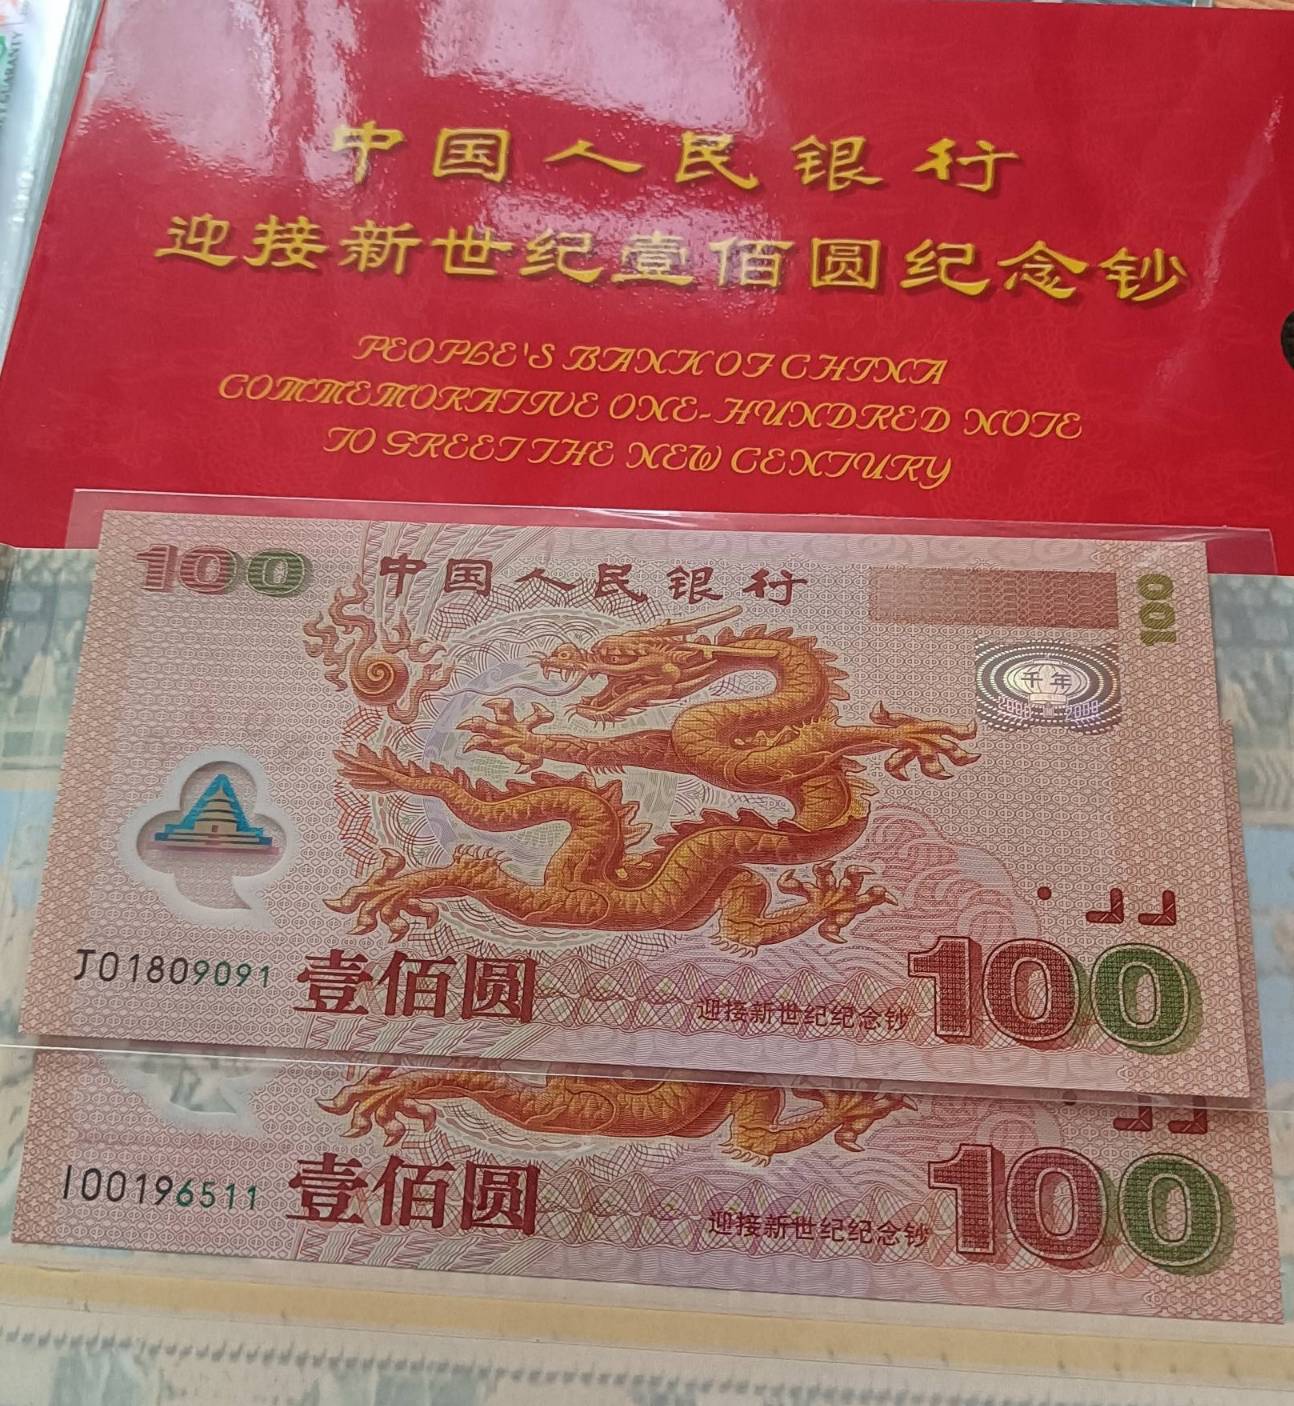 中国人民银行
迎接新世纪壹佰圆纪念钞
PEOPLE'S BANK OF CHINA
COMMEMORATIVE ONE-HUNDRED NOTE
TO GREET THE NEW CENTURY
100 中国人民银行
100
千年
2000 2000
J01809091 壹佰圆
迎接新世纪纪念钞 100
I00196511 壹佰圆
迎接新世纪纪念钞 100